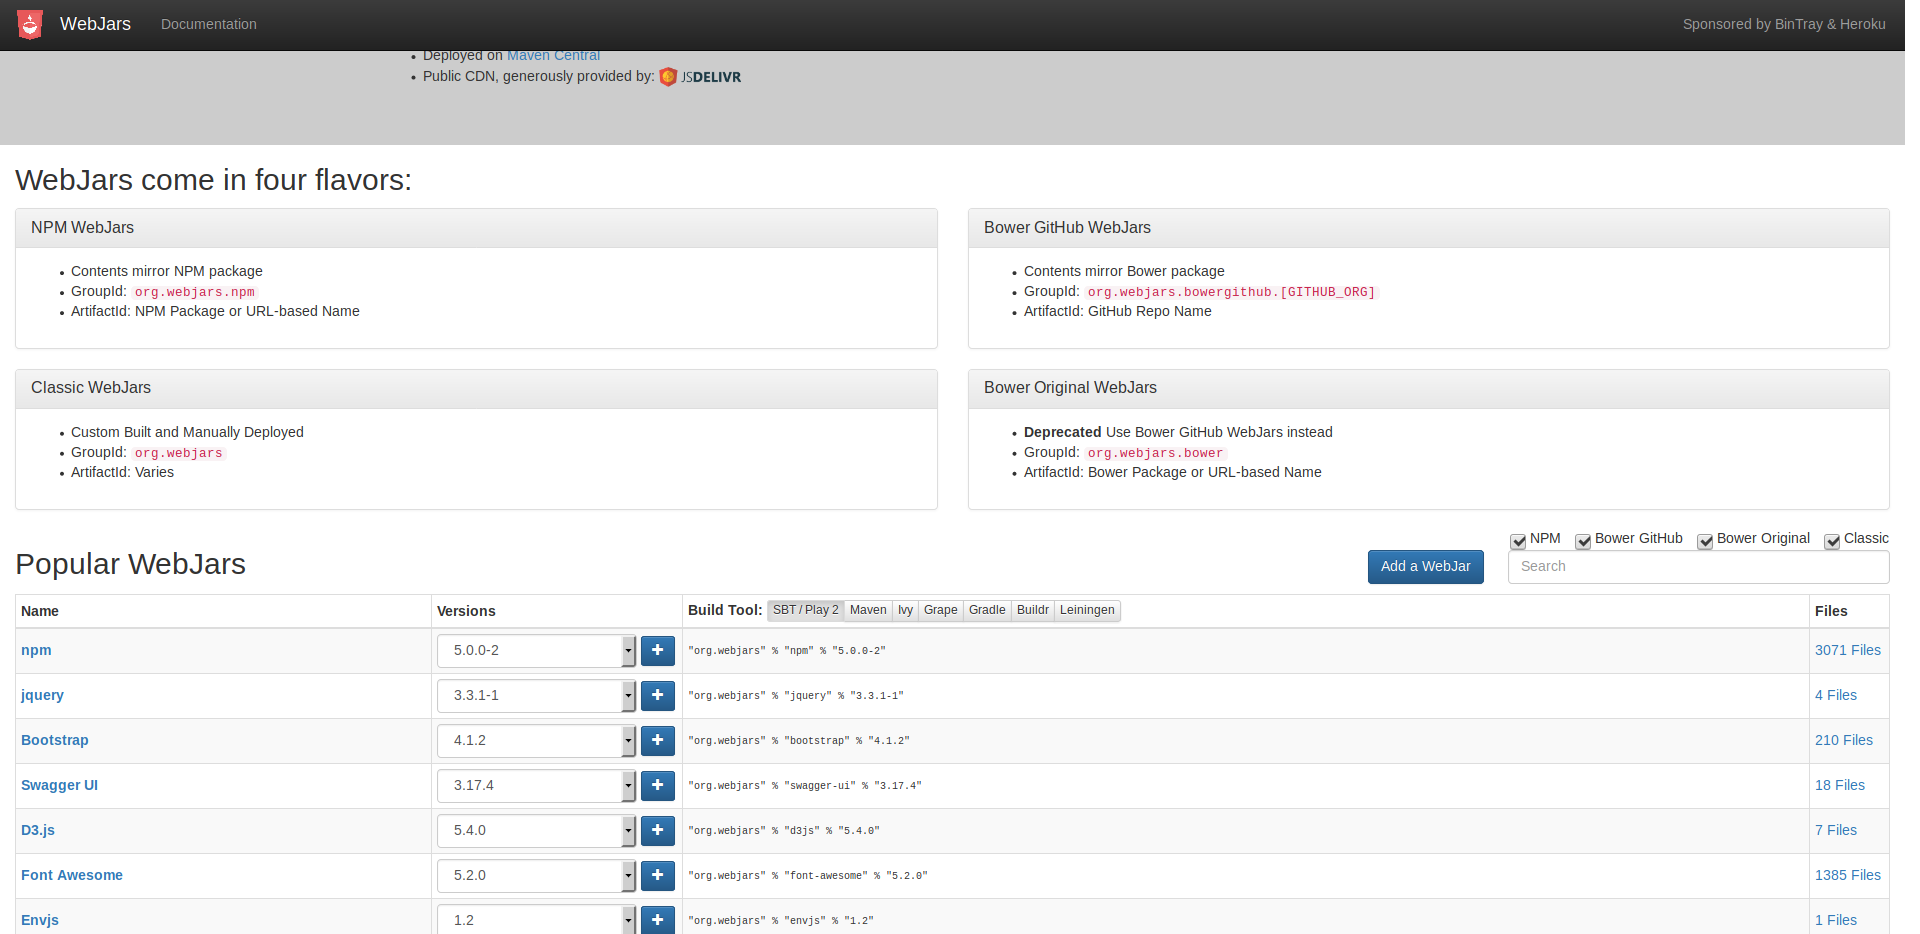 WebJars Documentation Sponsored by BinTray & Heroku
Deployed on Maven Central
Public CDN, generously provided by: JSDELIVR
WebJars come in four flavors:
NPM WebJars
Contents mirror NPM package
GroupId: org.webjars.npm
ArtifactId: NPM Package or URL-based Name
Bower GitHub WebJars
Contents mirror Bower package
GroupId: org.webjars.bowergithub.[GITHUB_ORG]
ArtifactId: GitHub Repo Name
Classic WebJars
Custom Built and Manually Deployed
GroupId: org.webjars
ArtifactId: Varies
Bower Original WebJars
Deprecated Use Bower GitHub WebJars instead
GroupId: org.webjars.bower
ArtifactId: Bower Package or URL-based Name
NPM Bower GitHub Bower Original Classic
Popular WebJars Add a WebJar Search
Name Versions Build Tool: SBT / Play 2 Maven Ivy Grape Gradle Buildr Leiningen Files
npm 5.0.0-2 "org.webjars" % "npm" % "5.0.0-2" 3071 Files
jquery 3.3.1-1 "org.webjars" % "jquery" % "3.3.1-1" 4 Files
Bootstrap 4.1.2 "org.webjars" % "bootstrap" % "4.1.2" 210 Files
Swagger UI 3.17.4 "org.webjars" % "swagger-ui" % "3.17.4" 18 Files
D3.js 5.4.0 "org.webjars" % "d3js" % "5.4.0" 7 Files
Font Awesome 5.2.0 "org.webjars" % "font-awesome" % "5.2.0" 1385 Files
Envjs 1.2 "org.webjars" % "envjs" % "1.2" 1 Files